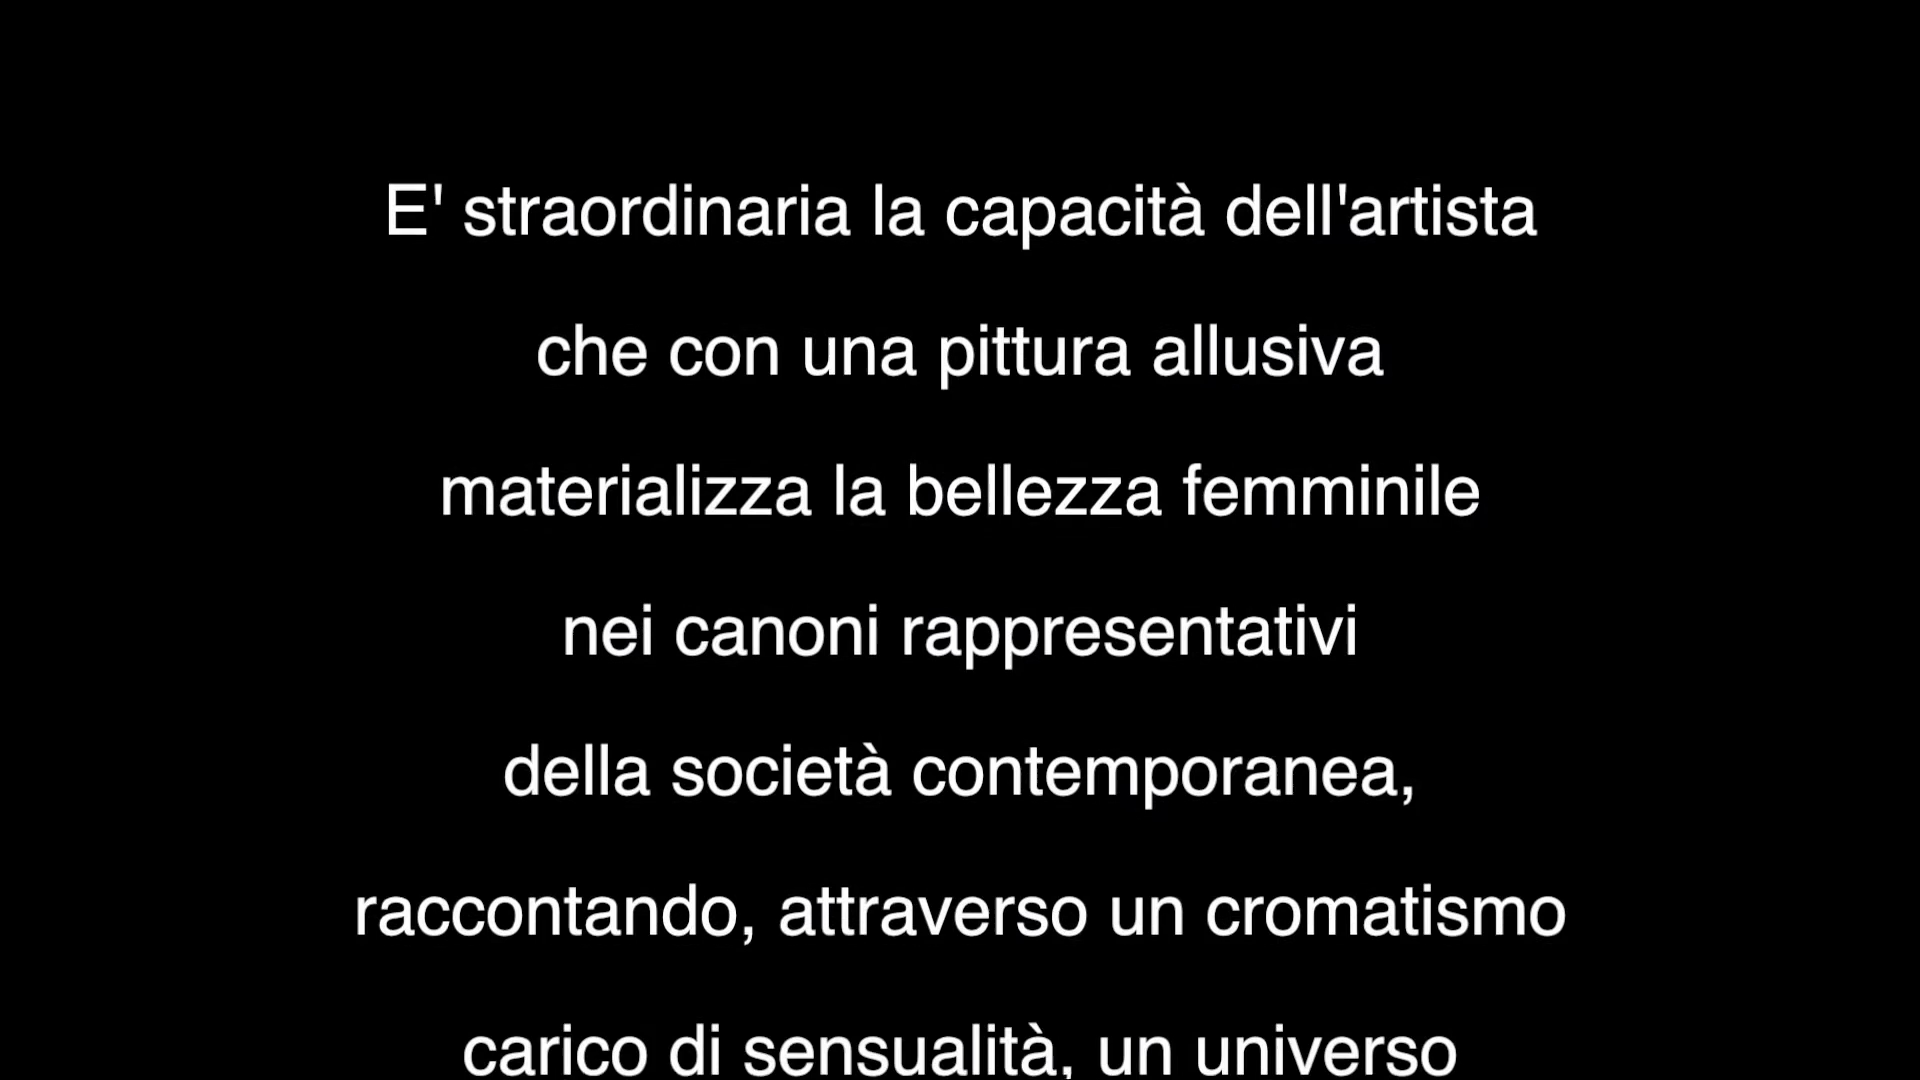 E' straordinaria la capacità dell'artista
che con una pittura allusiva
materializza la bellezza femminile
nei canoni rappresentativi
della società contemporanea,
raccontando, attraverso un cromatismo
carico di sensualità, un universo